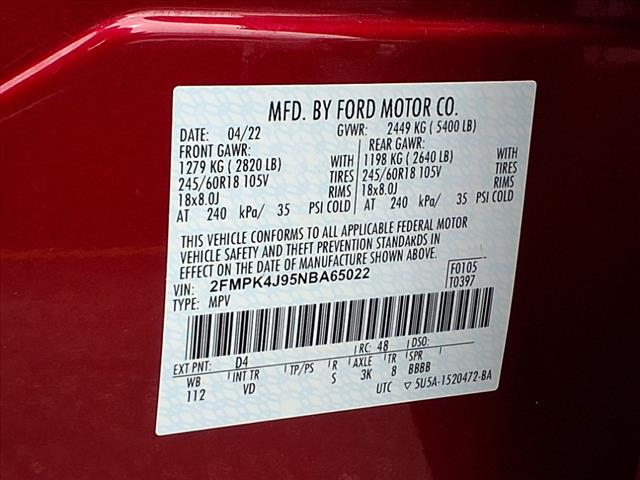 MFD. BY FORD MOTOR CO.
DATE: 04/22 GVWR: 2449 KG ( 5400 LB)
FRONT GAWR: REAR GAWR:
1279 KG ( 2820 LB) WITH 1198 KG ( 2640 LB) WITH
245/60R18 105V TIRES 245/60R18 105V TIRES
18x8.0J RIMS 18x8.0J RIMS
AT 240 kPa/ 35 PSI COLD AT 240 kPa/ 35 PSI COLD
THIS VEHICLE CONFORMS TO ALL APPLICABLE FEDERAL MOTOR
VEHICLE SAFETY AND THEFT PREVENTION STANDARDS IN
EFFECT ON THE DATE OF MANUFACTURE SHOWN ABOVE.
VIN: 2FMPK4J95NBA65022 F0105
TYPE: MPV T0397
EXT PNT: D4 RC: 48 DSO:
WB INT TR TP/PS R AXLE TR SPR
112 VD S 3K 8 BBBB
UTC ▽ 5U5A-1520472-BA